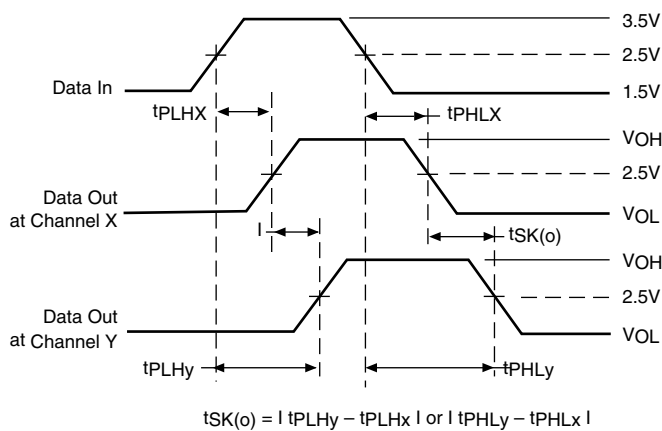 3.5V
2.5V
Data In
1.5V
tPLHX
tPHLX
VOH
2.5V
Data Out
at Channel X
VOL
I
tSK(o)
VOH
2.5V
Data Out
at Channel Y
VOL
tPLHy
tPHLy
tSK(o) = I tPLHy – tPLHx I or I tPHLy – tPHLx I